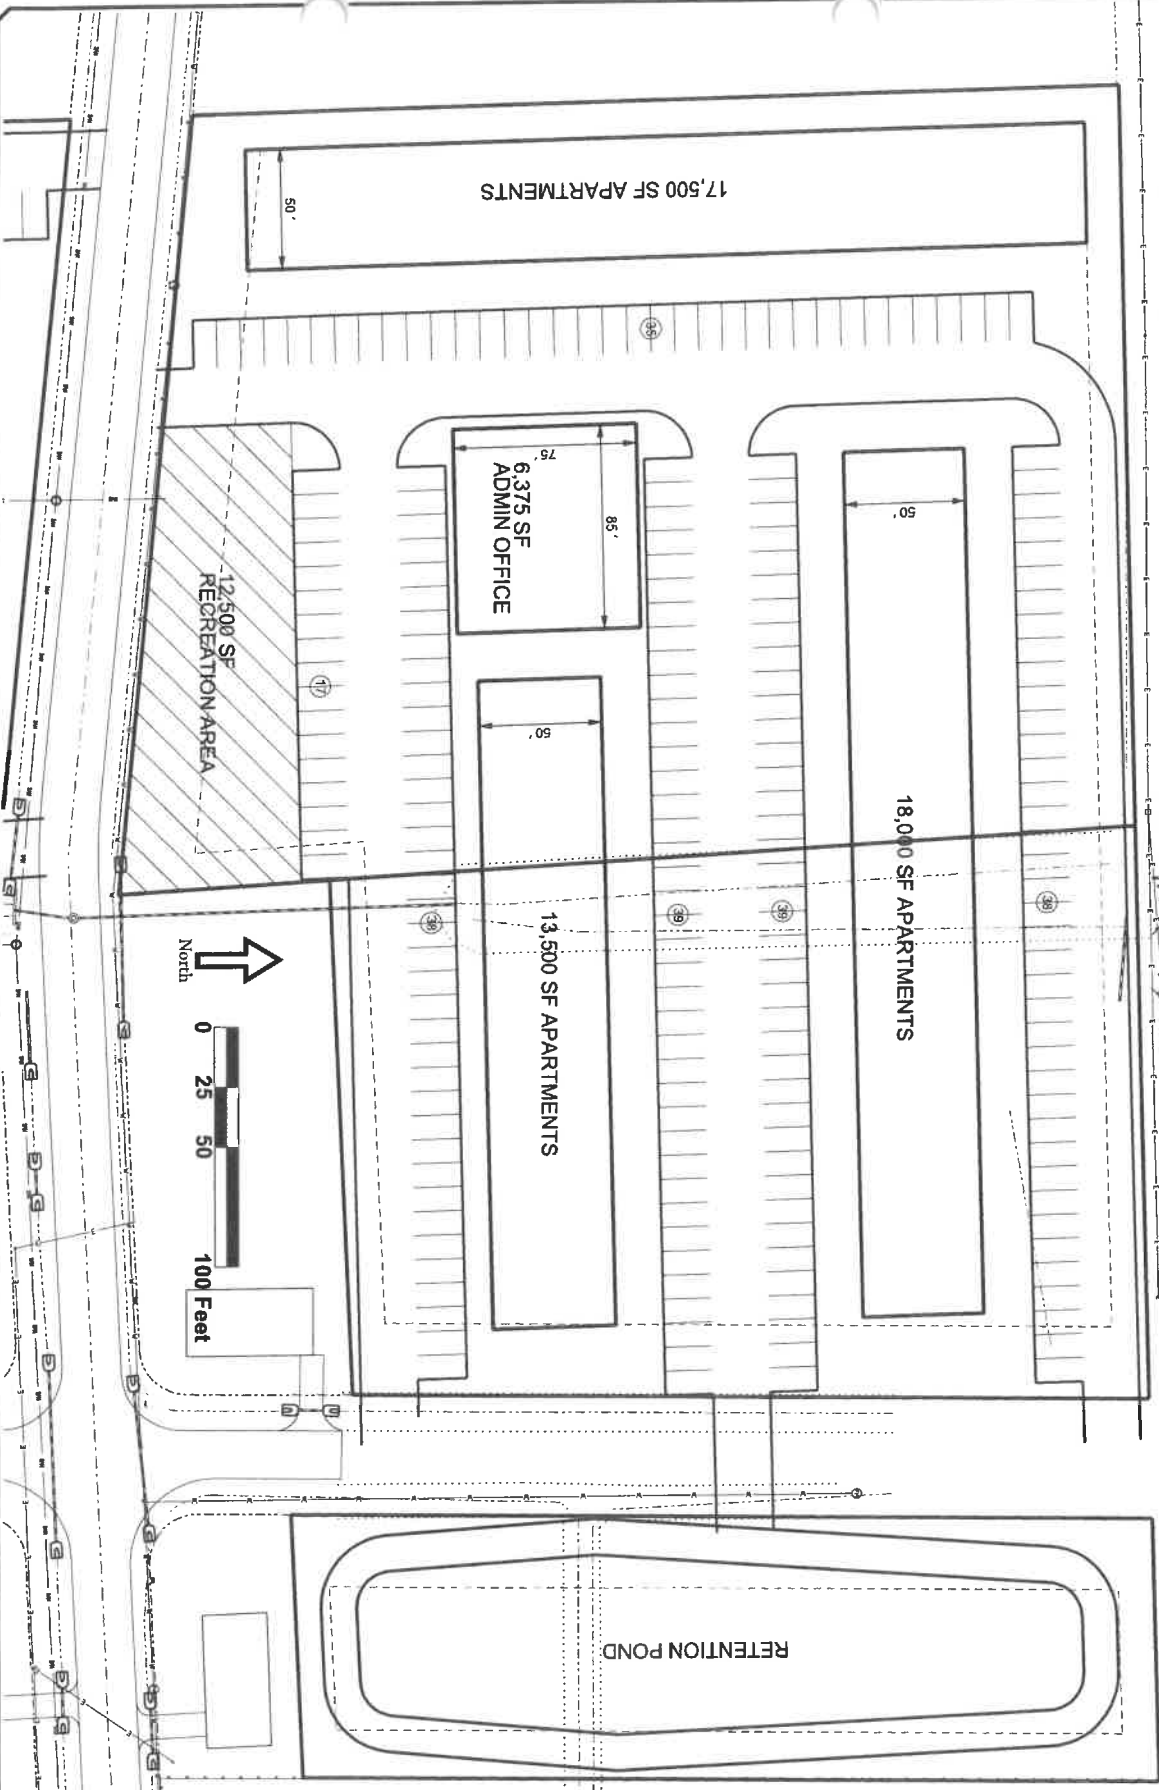 17,500 SF APARTMENTS
50'
35
6,375 SF
ADMIN OFFICE
75'
85'
50'
12,500 SF
RECREATION AREA
17
50'
18,000 SF APARTMENTS
13,500 SF APARTMENTS
38
39
39
38
North
0 25 50 100 Feet
RETENTION POND